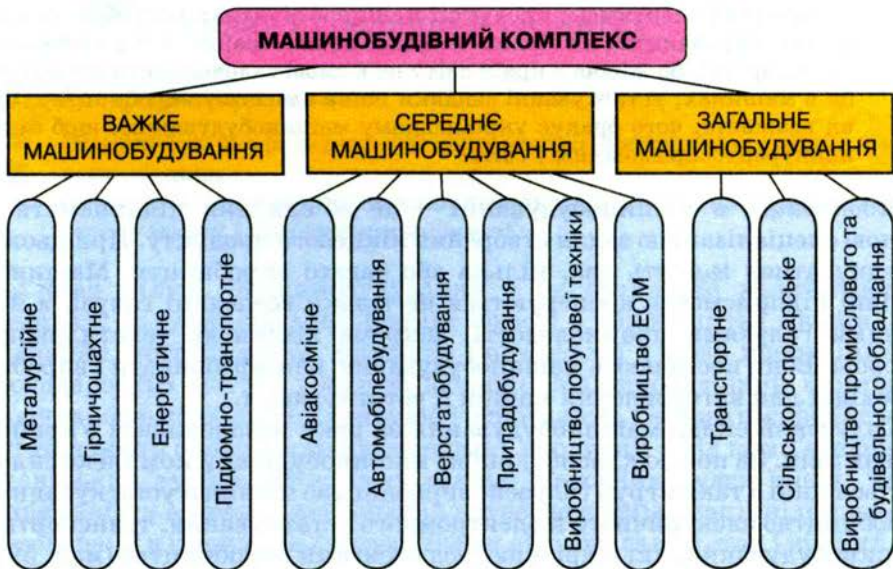 МАШИНОБУДІВНИЙ КОМПЛЕКС
ВАЖКЕ
МАШИНОБУДУВАННЯ
СЕРЕДНЄ
МАШИНОБУДУВАННЯ
ЗАГАЛЬНЕ
МАШИНОБУДУВАННЯ
Металургійне
Гірничошахтне
Енергетичне
Підйомно-транспортне
Авіакосмічне
Автомобілебудування
Верстатобудування
Приладобудування
Виробництво побутової техніки
Виробництво ЕОМ
Транспортне
Сільськогосподарське
Виробництво промислового та
будівельного обладнання